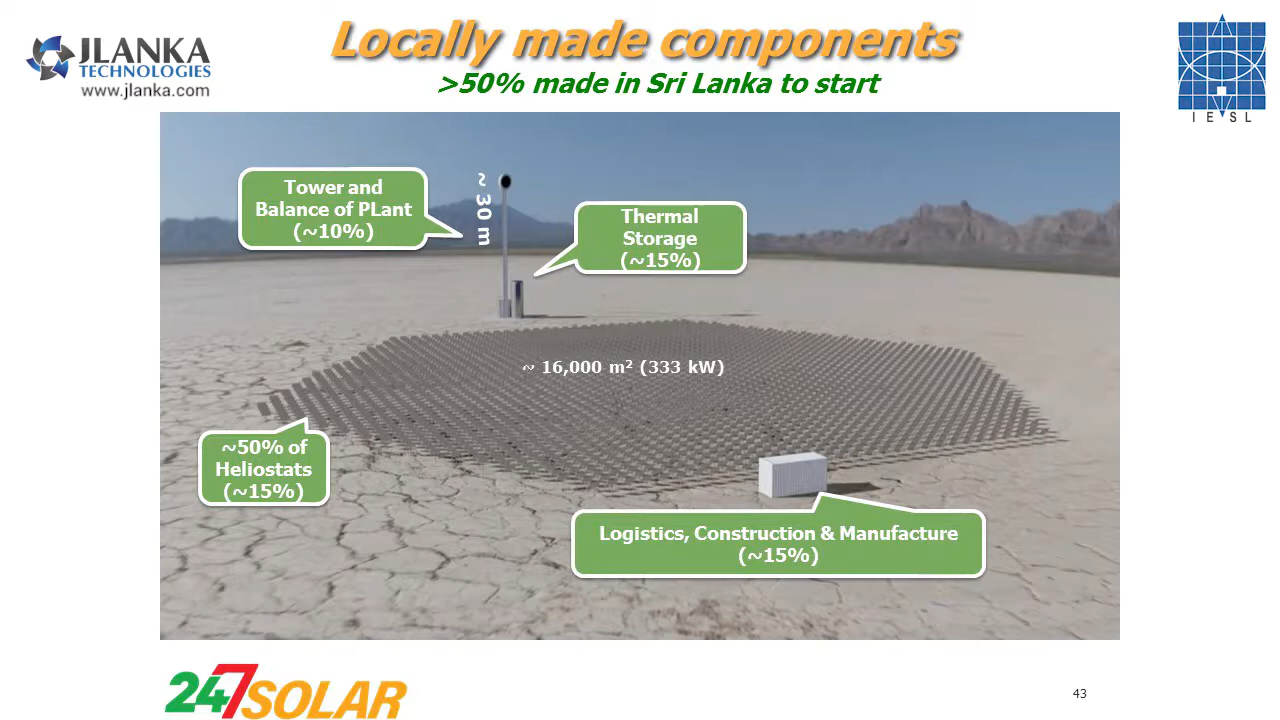 JLANKA
TECHNOLOGIES
www.jlanka.com
Locally made components
>50% made in Sri Lanka to start
I E S L
Tower and
Balance of PLant
(~10%)
~ 30 m
Thermal
Storage
(~15%)
~ 16,000 m² (333 kW)
~50% of
Heliostats
(~15%)
Logistics, Construction & Manufacture
(~15%)
247SOLAR
43